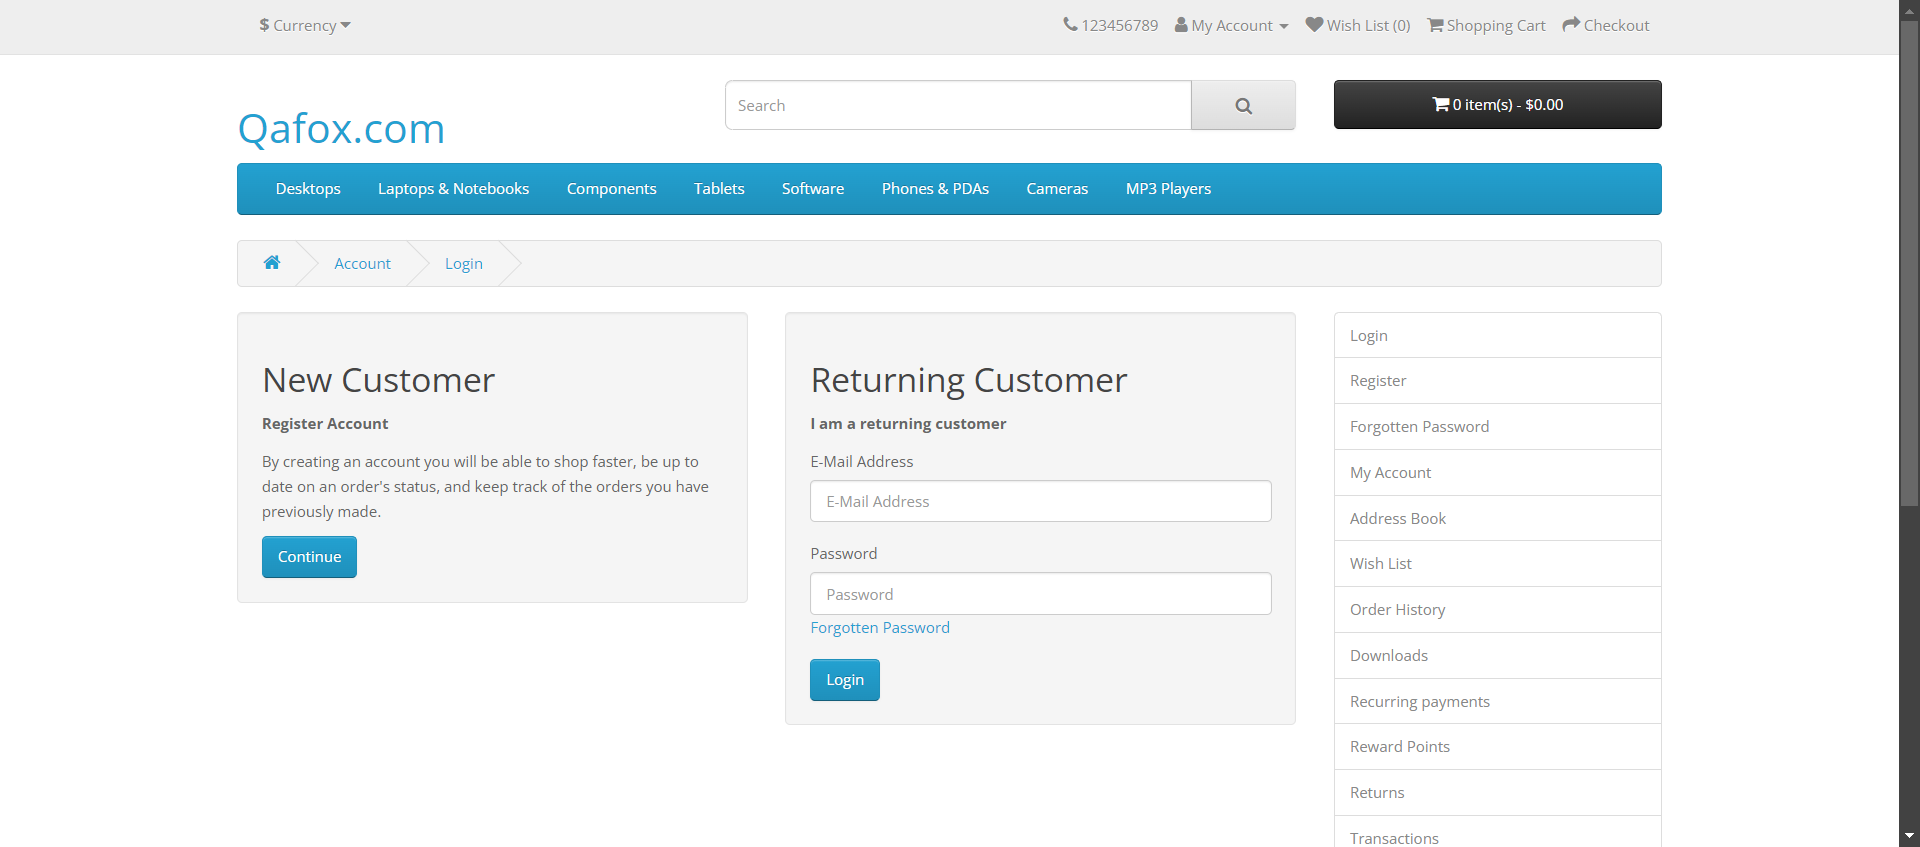 $ Currency
123456789 My Account Wish List (0) Shopping Cart Checkout
Qafox.com
Search
0 item(s) - $0.00
Desktops Laptops & Notebooks Components Tablets Software Phones & PDAs Cameras MP3 Players
Account Login
New Customer
Register Account
By creating an account you will be able to shop faster, be up to
date on an order's status, and keep track of the orders you have
previously made.
Continue
Returning Customer
I am a returning customer
E-Mail Address
E-Mail Address
Password
Password
Forgotten Password
Login
Login
Register
Forgotten Password
My Account
Address Book
Wish List
Order History
Downloads
Recurring payments
Reward Points
Returns
Transactions